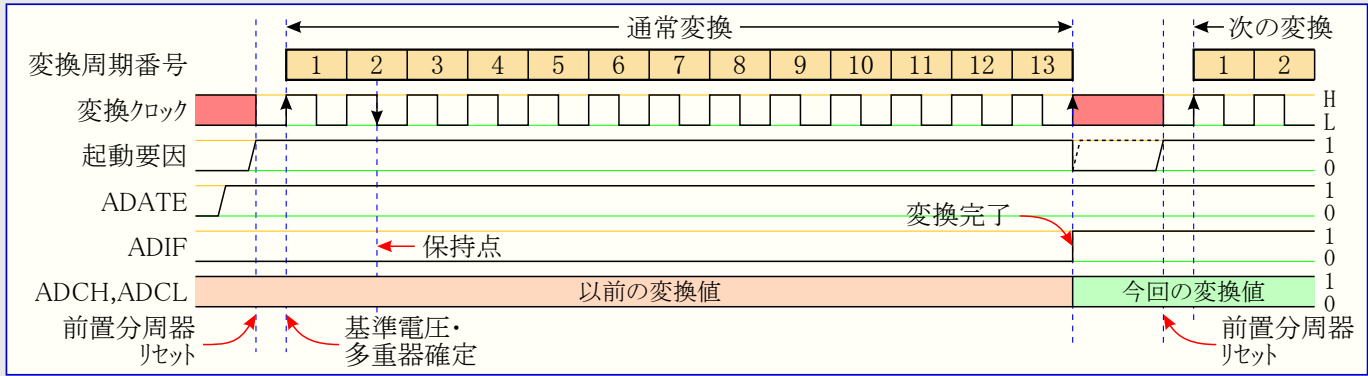 通常変換
次の変換
変換周期番号
1 2 3 4 5 6 7 8 9 10 11 12 13
1 2
変換クロック
H
L
起動要因
1
0
ADATE
1
0
変換完了
ADIF
保持点
1
0
ADCH,ADCL
以前の変換値
今回の変換値
1
0
前置分周器
リセット
基準電圧・
多重器確定
前置分周器
リセット